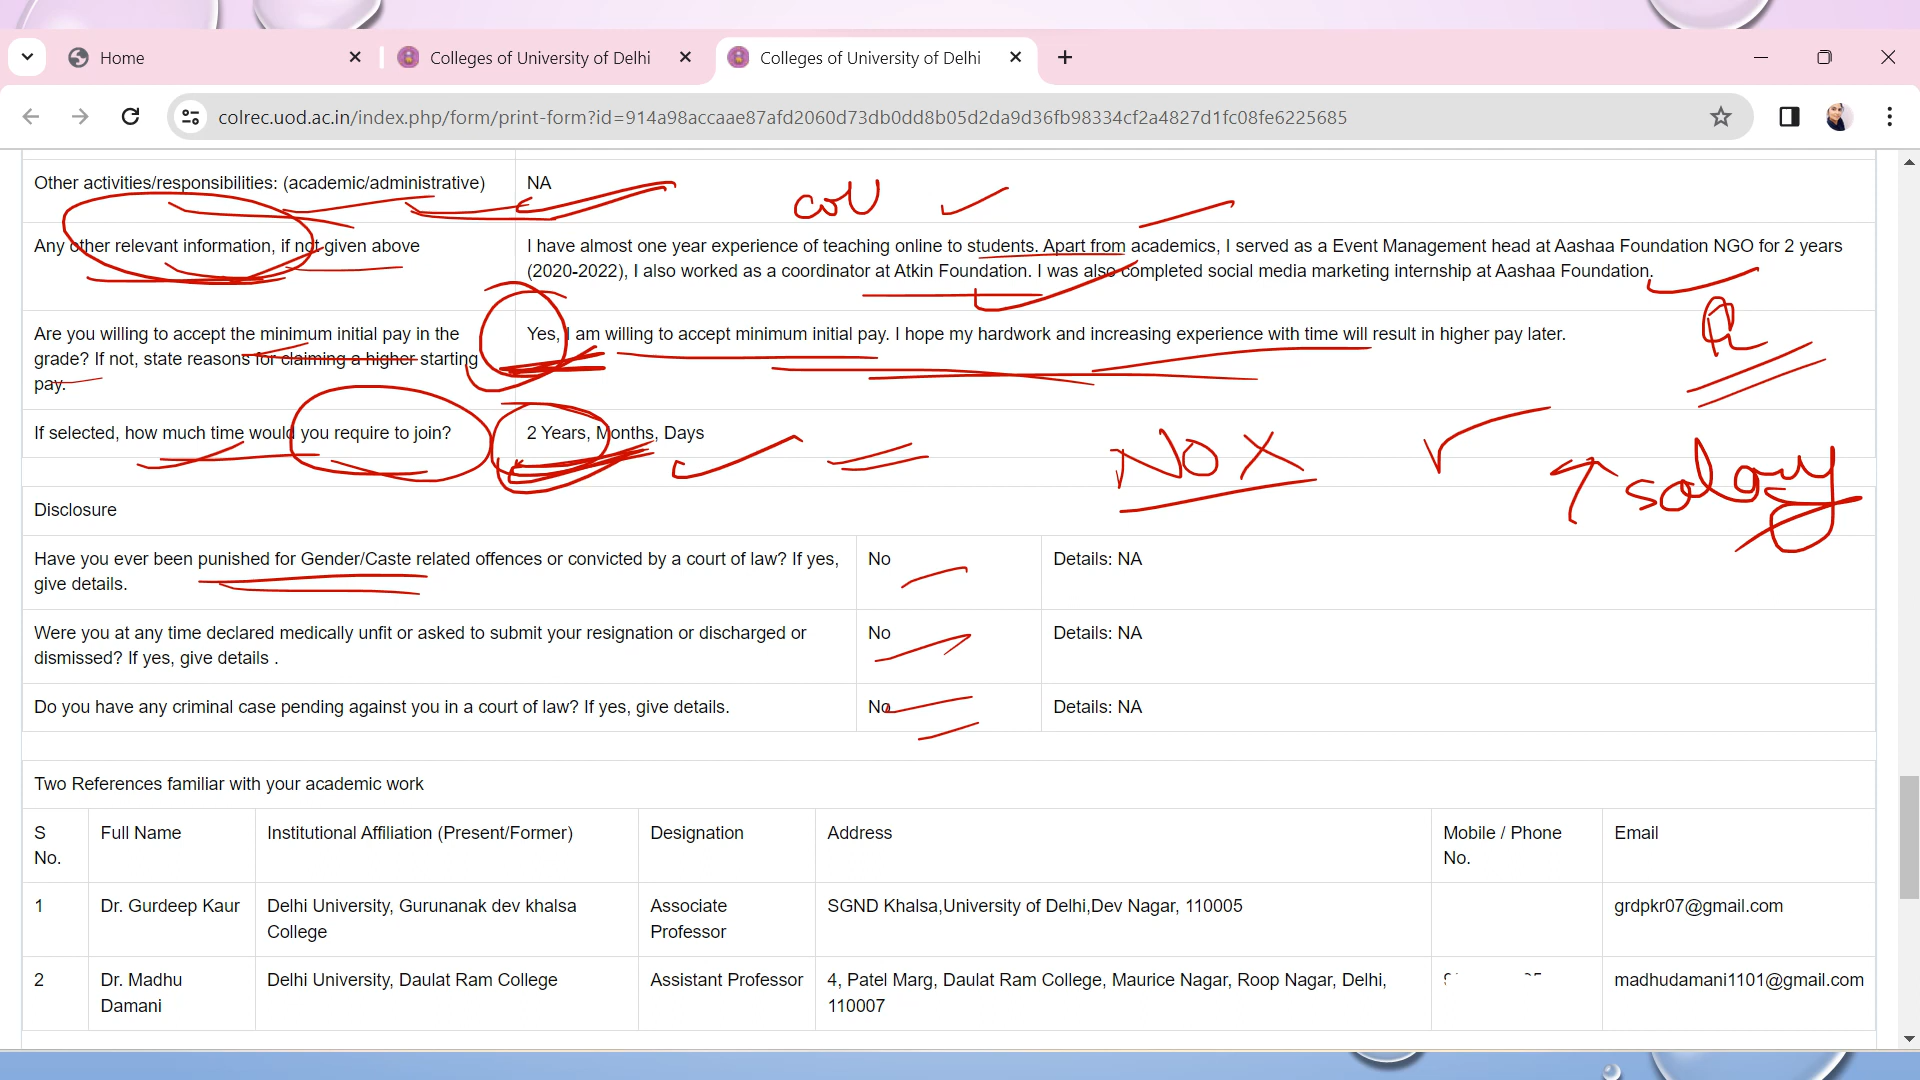 Home
Colleges of University of Delhi
Colleges of University of Delhi
colrec.uod.ac.in/index.php/form/print-form?id=914a98accaae87afd2060d73db0dd8b05d2da9d36fb98334cf2a4827d1fc08fe6225685
Other activities/responsibilities: (academic/administrative)
NA
Any other relevant information, if not given above
I have almost one year experience of teaching online to students. Apart from academics, I served as a Event Management head at Aashaa Foundation NGO for 2 years
(2020-2022), I also worked as a coordinator at Atkin Foundation. I was also completed social media marketing internship at Aashaa Foundation.
Are you willing to accept the minimum initial pay in the
grade? If not, state reasons for claiming a higher starting
pay.
Yes, I am willing to accept minimum initial pay. I hope my hardwork and increasing experience with time will result in higher pay later.
If selected, how much time would you require to join?
2 Years, Months, Days
NO X
salary
Disclosure
Have you ever been punished for Gender/Caste related offences or convicted by a court of law? If yes,
give details.
No
Details: NA
Were you at any time declared medically unfit or asked to submit your resignation or discharged or
dismissed? If yes, give details .
No
Details: NA
Do you have any criminal case pending against you in a court of law? If yes, give details.
No
Details: NA
Two References familiar with your academic work
S
No.
Full Name
Institutional Affiliation (Present/Former)
Designation
Address
Mobile / Phone
No.
Email
1
Dr. Gurdeep Kaur
Delhi University, Gurunanak dev khalsa
College
Associate
Professor
SGND Khalsa,University of Delhi,Dev Nagar, 110005
grdpkr07@gmail.com
2
Dr. Madhu
Damani
Delhi University, Daulat Ram College
Assistant Professor
4, Patel Marg, Daulat Ram College, Maurice Nagar, Roop Nagar, Delhi,
110007
madhudamani1101@gmail.com